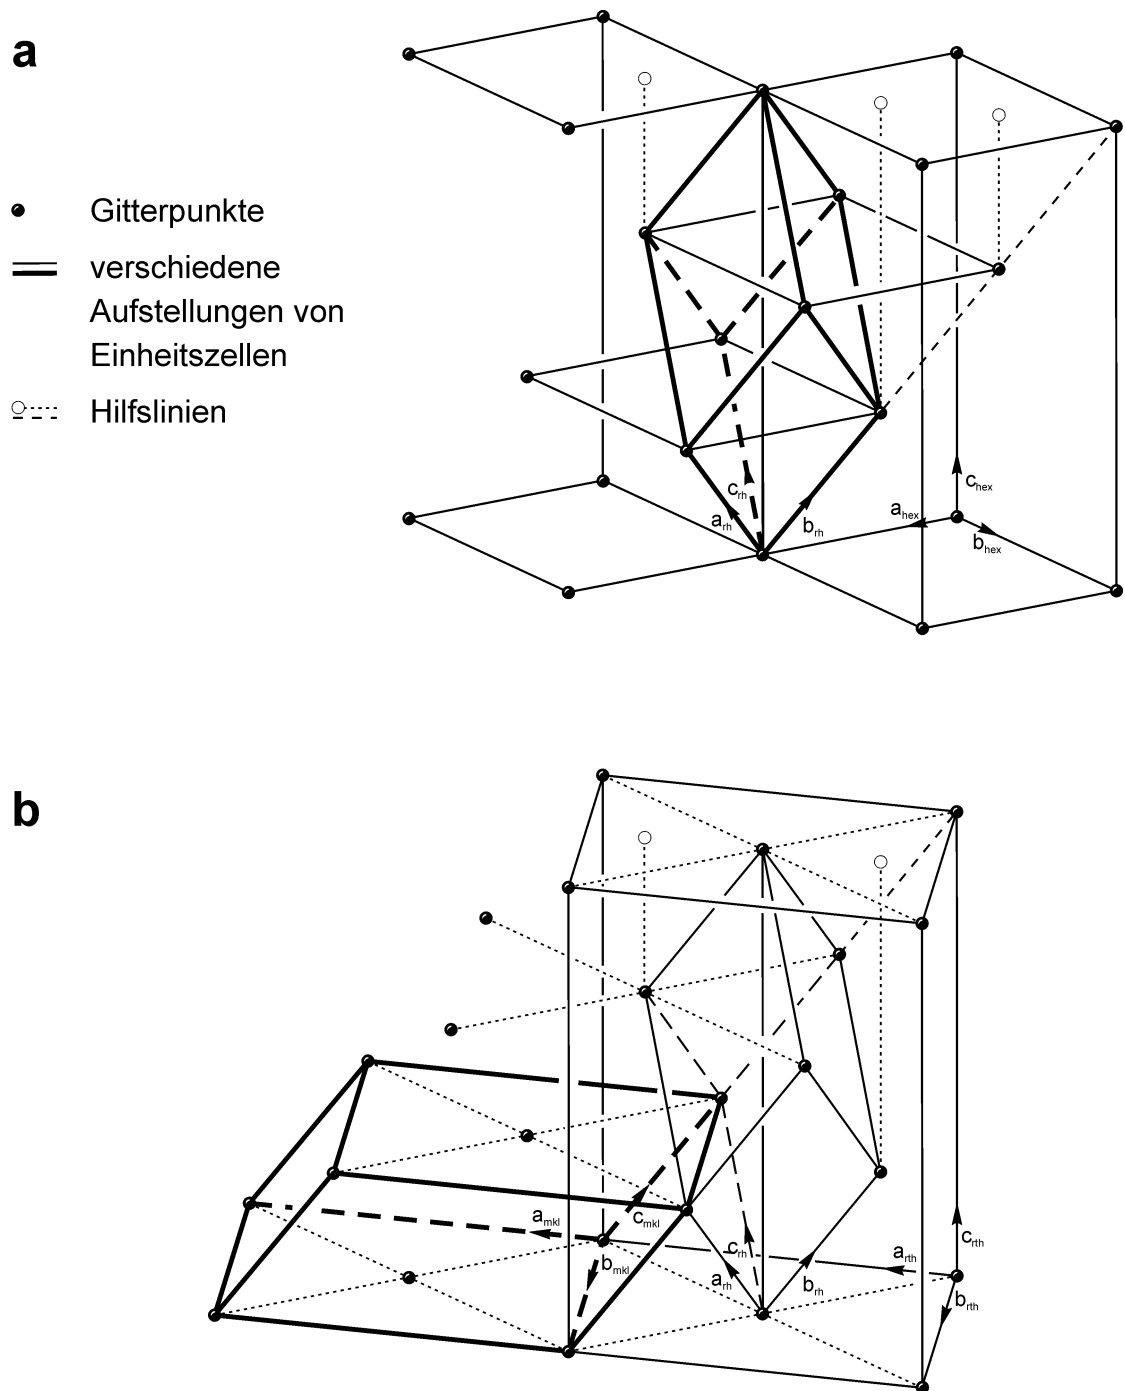 a
Gitterpunkte
verschiedene
Aufstellungen von
Einheitszellen
Hilfslinien
c_rh
a_rh
b_rh
c_hex
a_hex
b_hex
b
a_mkl
c_mkl
b_mkl
c_rh
a_rh
b_rh
a_rth
c_rth
b_rth